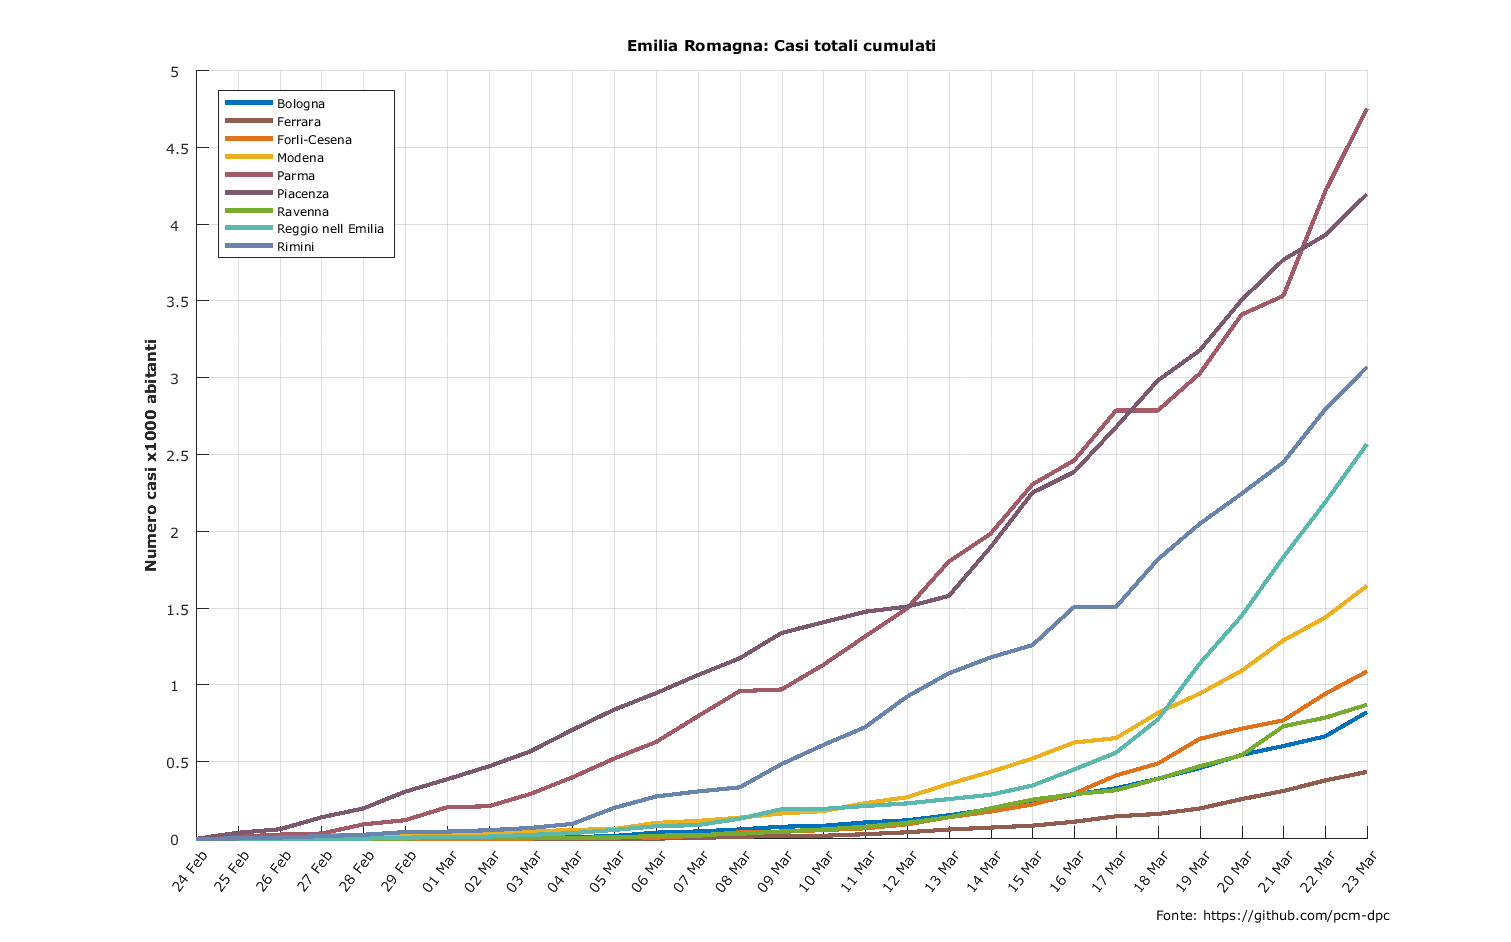 Emilia Romagna: Casi totali cumulati
5
4.5
4
3.5
3
2.5
2
1.5
1
0.5
0
Numero casi x1000 abitanti
Bologna
Ferrara
Forli-Cesena
Modena
Parma
Piacenza
Ravenna
Reggio nell Emilia
Rimini
24 Feb
25 Feb
26 Feb
27 Feb
28 Feb
29 Feb
01 Mar
02 Mar
03 Mar
04 Mar
05 Mar
06 Mar
07 Mar
08 Mar
09 Mar
10 Mar
11 Mar
12 Mar
13 Mar
14 Mar
15 Mar
16 Mar
17 Mar
18 Mar
19 Mar
20 Mar
21 Mar
22 Mar
23 Mar
Fonte: https://github.com/pcm-dpc